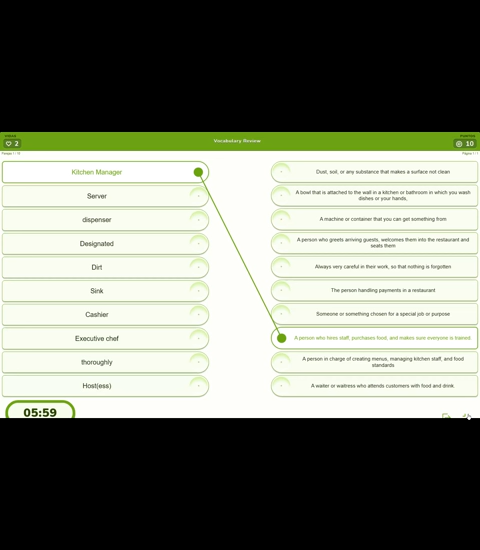 Vocabulary Review
2
10
Kitchen Manager
Server
dispenser
Designated
Dirt
Sink
Cashier
Executive chef
thoroughly
Host(ess)
Dust, soil, or any substance that makes a surface not clean
A bowl that is attached to the wall in a kitchen or bathroom in which you wash
dishes or your hands,
A machine or container that you can get something from
A person who greets arriving guests, welcomes them into the restaurant and
seats them
Always very careful in their work, so that nothing is forgotten
The person handling payments in a restaurant
Someone or something chosen for a special job or purpose
A person who hires staff, purchases food, and makes sure everyone is trained.
A person in charge of creating menus, managing kitchen staff, and food
standards
A waiter or waitress who attends customers with food and drink
05:59